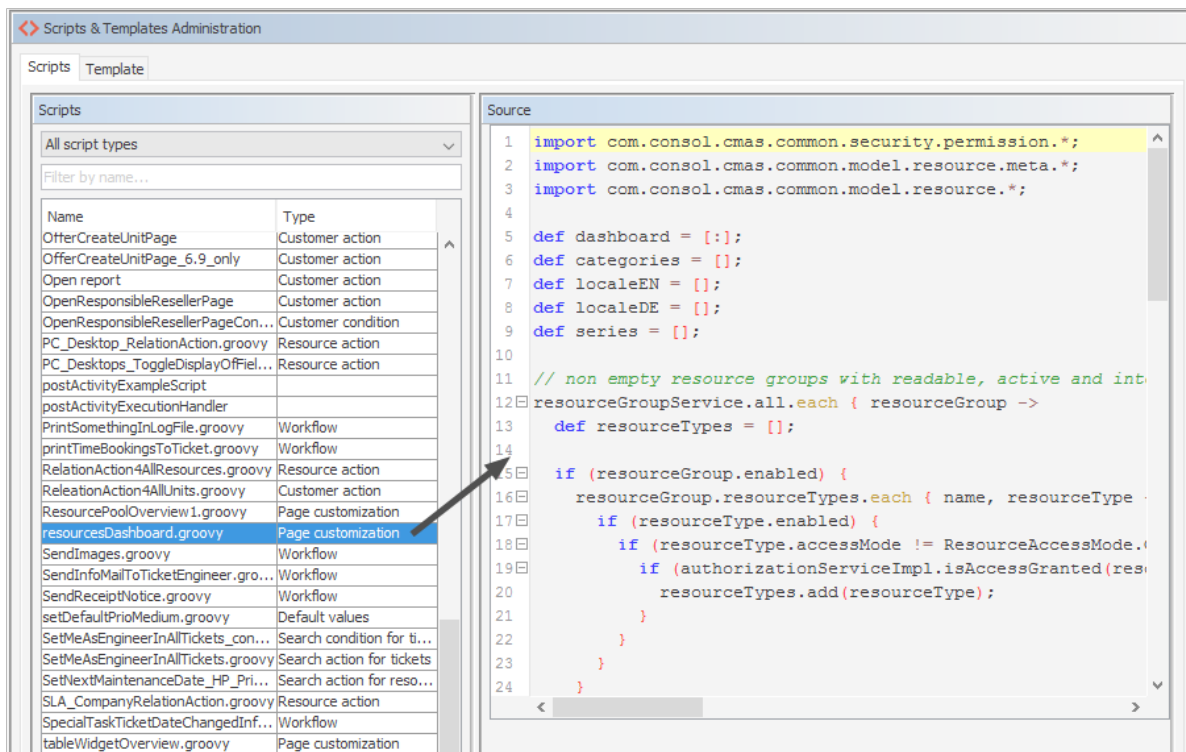 Scripts & Templates Administration
Scripts Template
Scripts
All script types
Filter by name...
Name Type
OfferCreateUnitPage Customer action
OfferCreateUnitPage_6.9_only Customer action
Open report Customer action
OpenResponsibleResellerPage Customer action
OpenResponsibleResellerPageCon... Customer condition
PC_Desktop_RelationAction.groovy Resource action
PC_Desktops_ToggleDisplayOfFiel... Resource action
postActivityExampleScript
postActivityExecutionHandler
PrintSomethingInLogFile.groovy Workflow
printTimeBookingsToTicket.groovy Workflow
RelationAction4AllResources.groovy Resource action
ReleationAction4AllUnits.groovy Customer action
ResourcePoolOverview1.groovy Page customization
resourcesDashboard.groovy Page customization
SendImages.groovy Workflow
SendInfoMailToTicketEngineer.gro... Workflow
SendReceiptNotice.groovy Workflow
setDefaultPrioMedium.groovy Default values
SetMeAsEngineerInAllTickets_con... Search condition for ti...
SetMeAsEngineerInAllTickets.groovy Search action for tickets
SetNextMaintenanceDate_HP_Pri... Search action for reso...
SLA_CompanyRelationAction.groovy Resource action
SpecialTaskTicketDateChangedInf... Workflow
tableWidgetOverview.groovy Page customization
Source
1 import com.consol.cmas.common.security.permission.*;
2 import com.consol.cmas.common.model.resource.meta.*;
3 import com.consol.cmas.common.model.resource.*;
4
5 def dashboard = [:];
6 def categories = [];
7 def localeEN = [];
8 def localeDE = [];
9 def series = [];
10
11 // non empty resource groups with readable, active and int
12 resourceGroupService.all.each { resourceGroup ->
13 def resourceTypes = [];
14
15 if (resourceGroup.enabled) {
16 resourceGroup.resourceTypes.each { name, resourceType -
17 if (resourceType.enabled) {
18 if (resourceType.accessMode != ResourceAccessMode.
19 if (authorizationServiceImpl.isAccessGranted(reso
20 resourceTypes.add(resourceType);
21 }
22 }
23 }
24 }